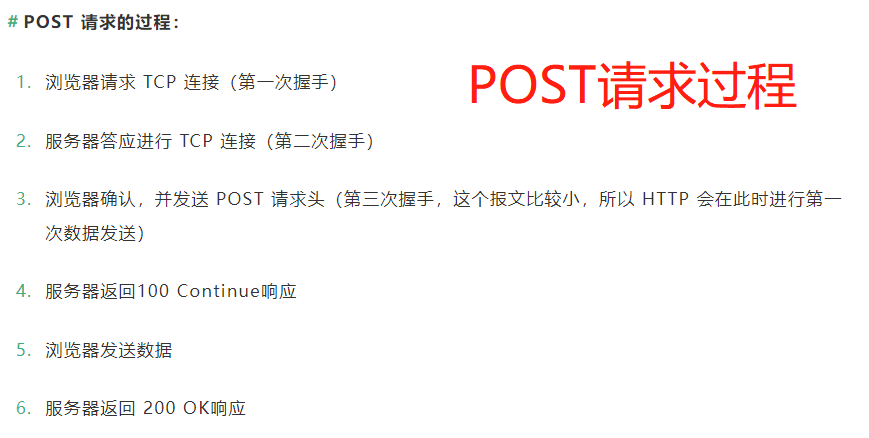 # POST 请求的过程：
POST请求过程
1. 浏览器请求 TCP 连接（第一次握手）
2. 服务器答应进行 TCP 连接（第二次握手）
3. 浏览器确认，并发送 POST 请求头（第三次握手，这个报文比较小，所以 HTTP 会在此时进行第一
次数据发送）
4. 服务器返回100 Continue响应
5. 浏览器发送数据
6. 服务器返回 200 OK响应